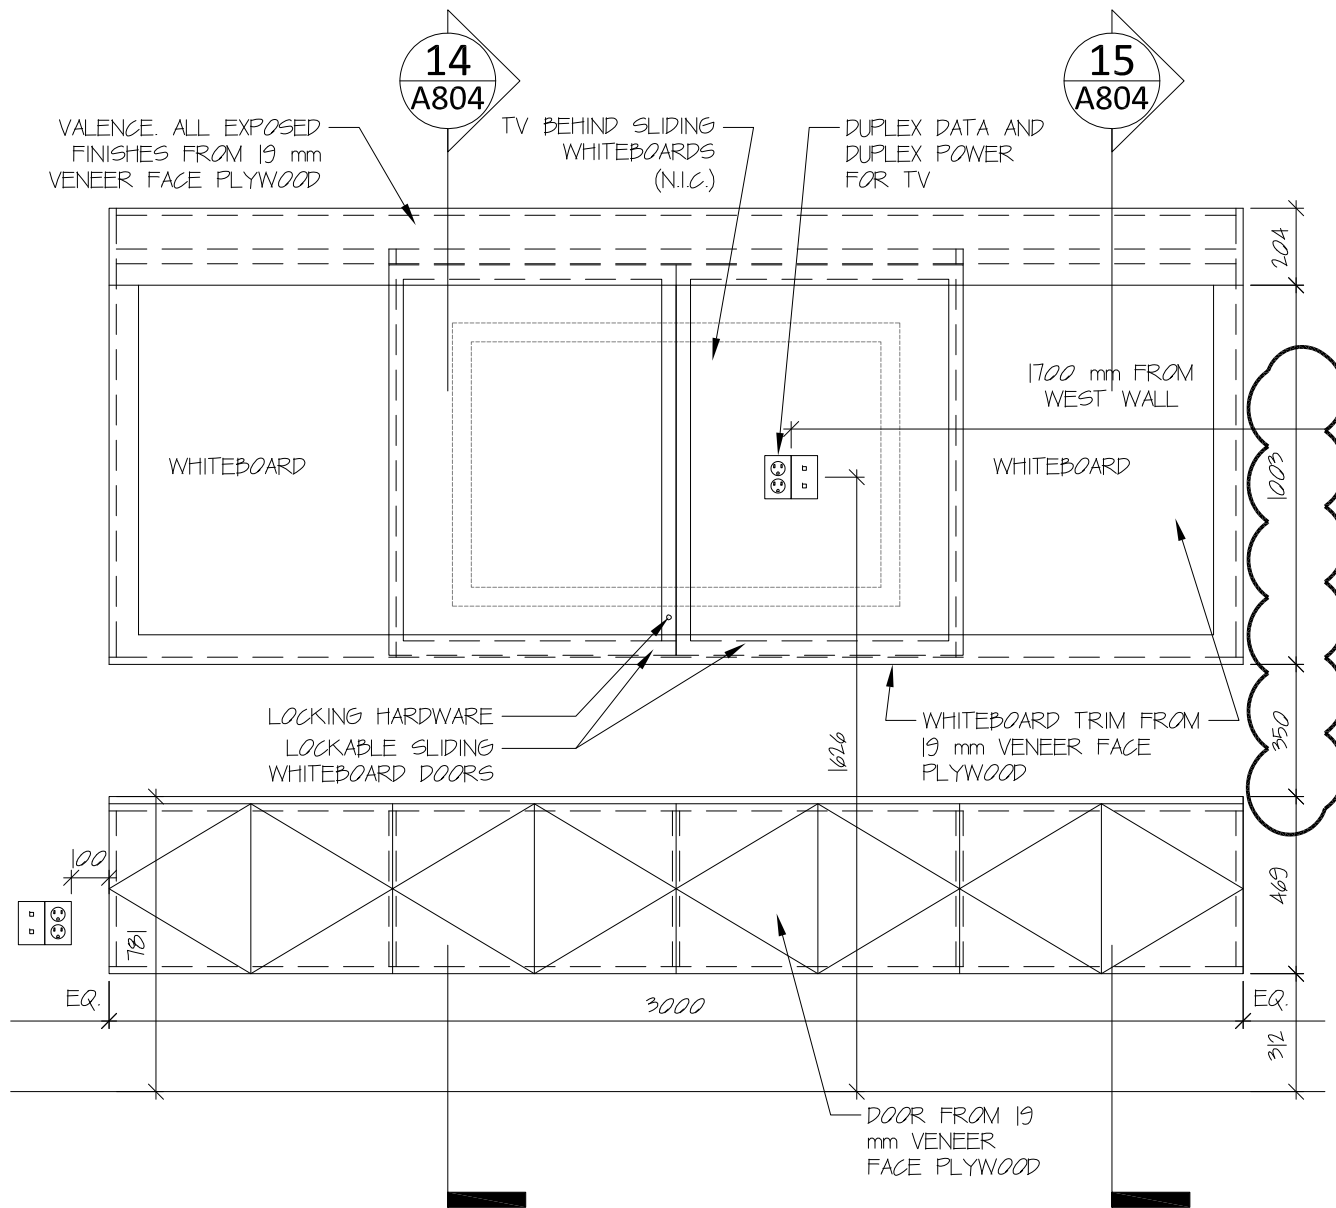 14
A804
15
A804
VALENCE. ALL EXPOSED
FINISHES FROM 19 mm
VENEER FACE PLYWOOD
TV BEHIND SLIDING
WHITEBOARDS
(N.I.C.)
DUPLEX DATA AND
DUPLEX POWER
FOR TV
204
1700 mm FROM
WEST WALL
WHITEBOARD
WHITEBOARD
1003
LOCKING HARDWARE
LOCKABLE SLIDING
WHITEBOARD DOORS
WHITEBOARD TRIM FROM
19 mm VENEER FACE
PLYWOOD
1626
350
100
781
469
EQ.
3000
EQ.
312
DOOR FROM 19
mm VENEER
FACE PLYWOOD